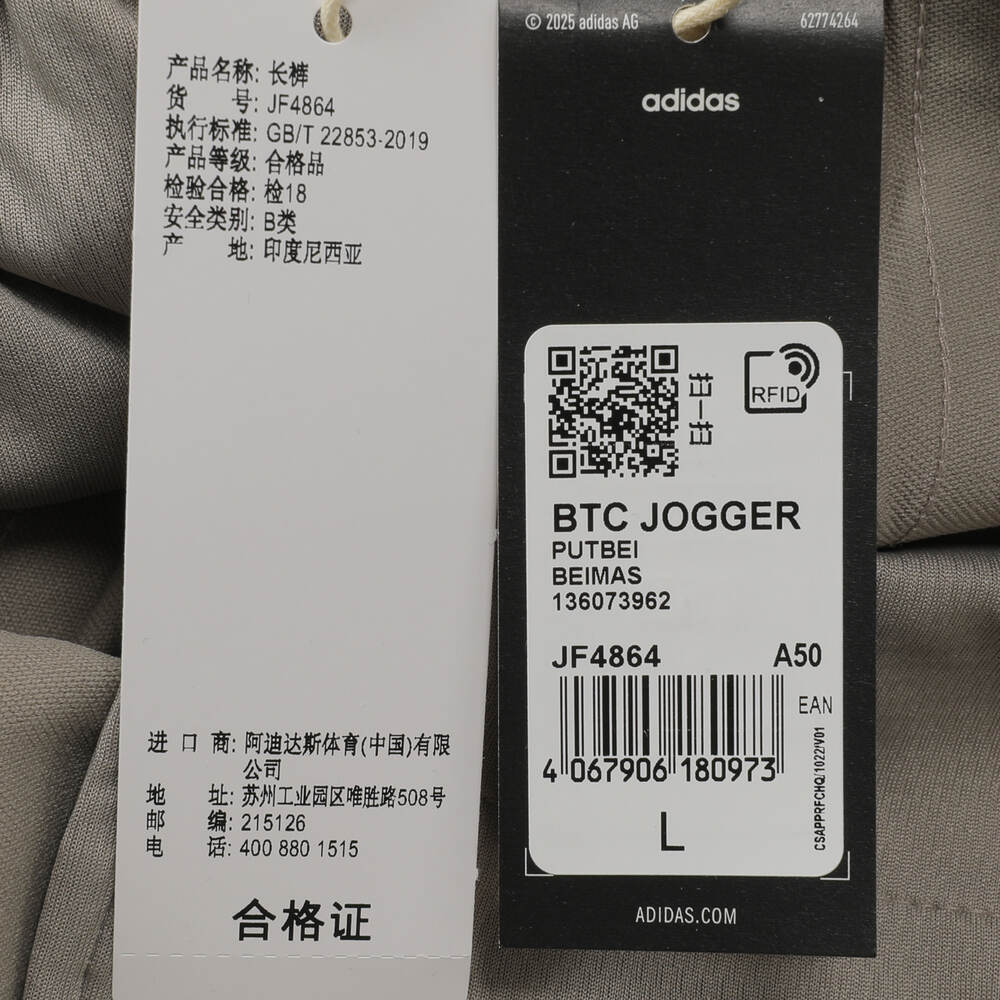 产品名称: 长裤
货 号: JF4864
执行标准: GB/T 22853-2019
产品等级: 合格品
检验合格: 检18
安全类别: B类
产 地: 印度尼西亚
进 口 商: 阿迪达斯体育(中国)有限
公司
地 址: 苏州工业园区唯胜路508号
邮 编: 215126
电 话: 400 880 1515
合格证
© 2025 adidas AG
62774264
adidas
扫一扫
RFID
BTC JOGGER
PUTBEI
BEIMAS
136073962
JF4864 A50
EAN
4 067906 180973
CSAPPRFCHQ/1022/V01
L
ADIDAS.COM